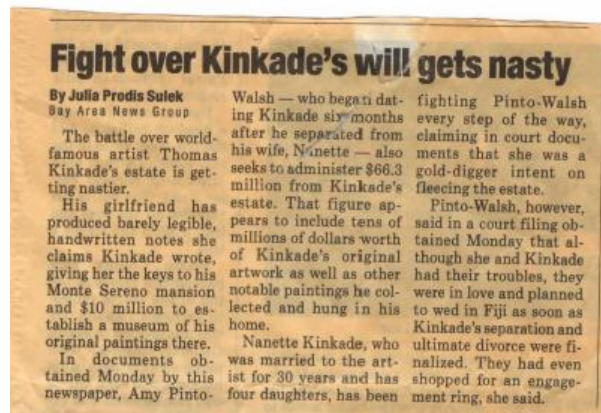 Fight over Kinkade's will gets nasty
By Julia Prodis Sulek
Bay Area News Group
The battle over world-
famous artist Thomas
Kinkade's estate is get-
ting nastier.
His girlfriend has
produced barely legible,
handwritten notes she
claims Kinkade wrote,
giving her the keys to his
Monte Sereno mansion
and $10 million to es-
tablish a museum of his
original paintings there.
In documents ob-
tained Monday by this
newspaper, Amy Pinto-
Walsh — who began dat-
ing Kinkade six months
after he separated from
his wife, Nanette — also
seeks to administer $66.3
million from Kinkade's
estate. That figure ap-
pears to include tens of
millions of dollars worth
of Kinkade's original
artwork as well as other
notable paintings he col-
lected and hung in his
home.
Nanette Kinkade, who
was married to the art-
ist for 30 years and has
four daughters, has been
fighting Pinto-Walsh
every step of the way,
claiming in court docu-
ments that she was a
gold-digger intent on
fleecing the estate.
Pinto-Walsh, however,
said in a court filing ob-
tained Monday that al-
though she and Kinkade
had their troubles, they
were in love and planned
to wed in Fiji as soon as
Kinkade's separation and
ultimate divorce were fi-
nalized. They had even
shopped for an engage-
ment ring, she said.